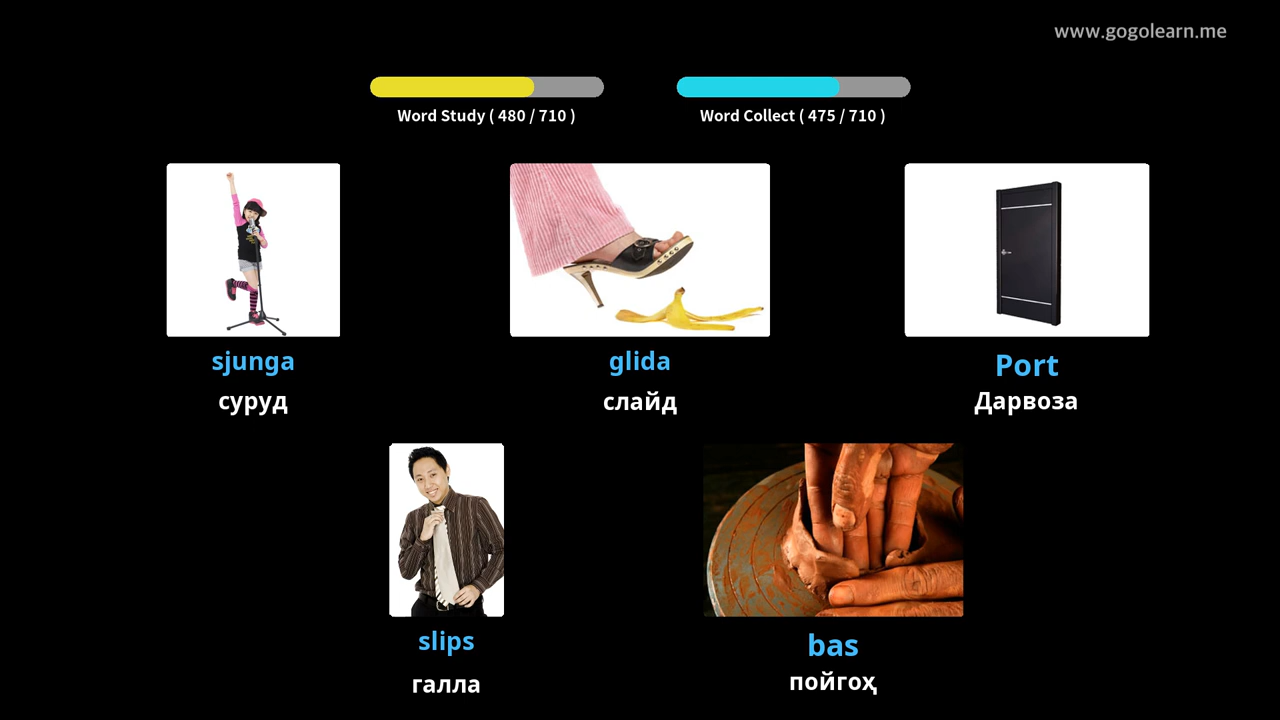 www.gogolearn.me
Word Study ( 480 / 710 )
Word Collect ( 475 / 710 )
sjunga
суруд
glida
слайд
Port
Дарвоза
slips
галла
bas
пойгоҳ